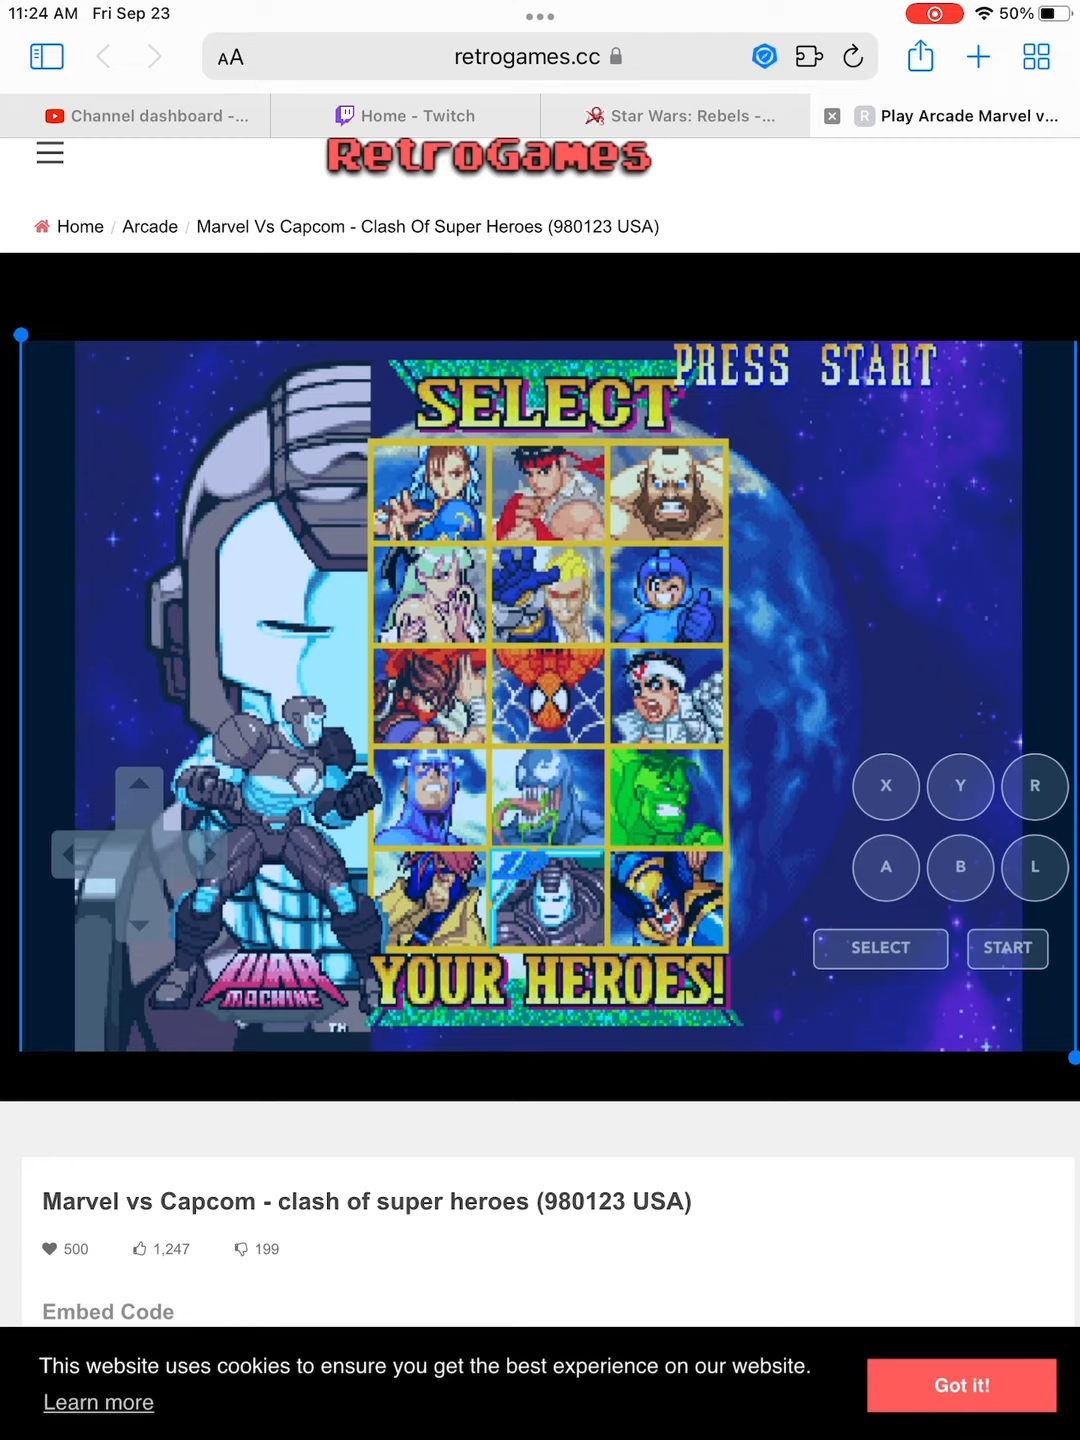 11:24 AM Fri Sep 23
50%
AA
retrogames.cc
Channel dashboard -...
Home - Twitch
Star Wars: Rebels -...
R
Play Arcade Marvel v...
RetroGames
Home / Arcade / Marvel Vs Capcom - Clash Of Super Heroes (980123 USA)
PRESS START
SELECT
X
Y
R
A
B
L
SELECT
START
WAR
MACHINE
TM
YOUR HEROES!
Marvel vs Capcom - clash of super heroes (980123 USA)
500
1,247
199
Embed Code
This website uses cookies to ensure you get the best experience on our website.
Learn more
Got it!